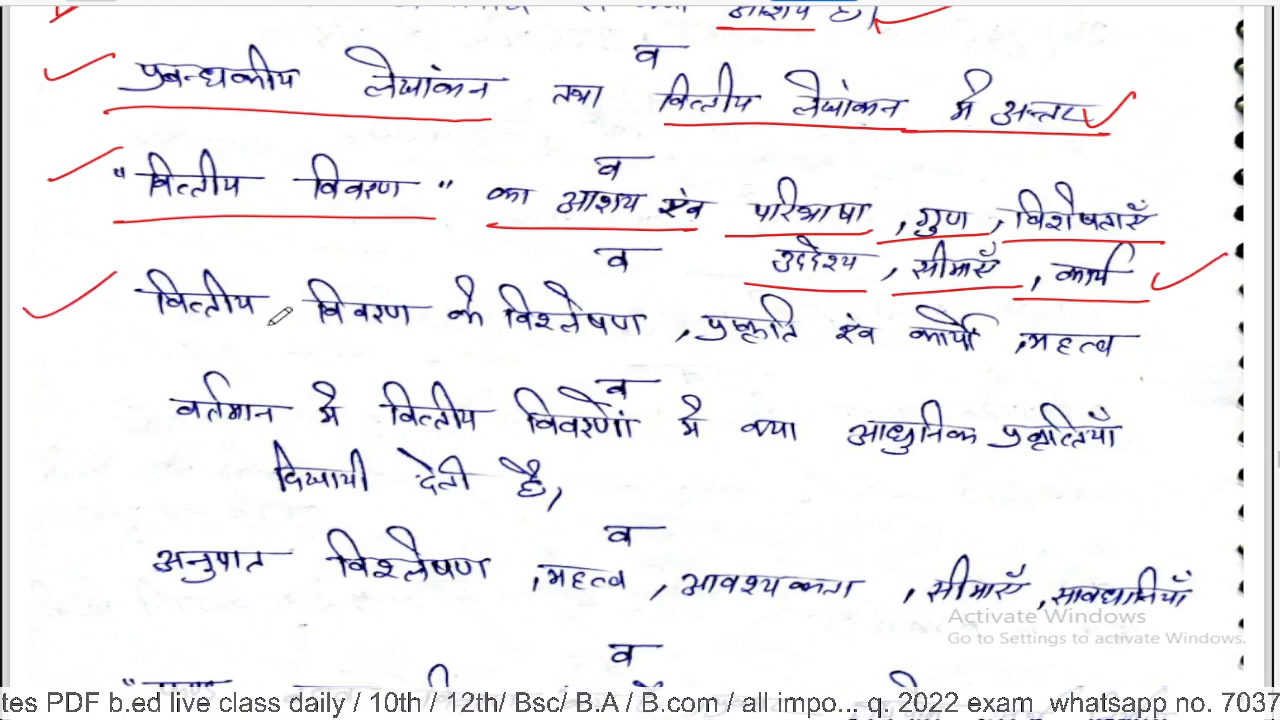 आशय है।
व
प्रबन्धकीय लेखांकन तथा वित्तीय लेखांकन में अन्तर
व
"वित्तीय विवरण" का आशय एंव परिभाषा, गुण, विशेषताएँ
व उद्देश्य, सीमाएँ, कार्य
वित्तीय विवरण के विश्लेषण, प्रकृति एंव कार्यों, महत्व
व
वर्तमान में वित्तीय विवरणों में क्या आधुनिक प्रवृत्तियाँ
दिखायी देती है,
व
अनुपात विश्लेषण, महत्व, आवश्यकता, सीमाएँ, सावधानियाँ
Activate Windows
Go to Settings to activate Windows.
व
tes PDF b.ed live class daily / 10th / 12th/ Bsc/ B.A / B.com / all impo... q. 2022 exam whatsapp no. 7037